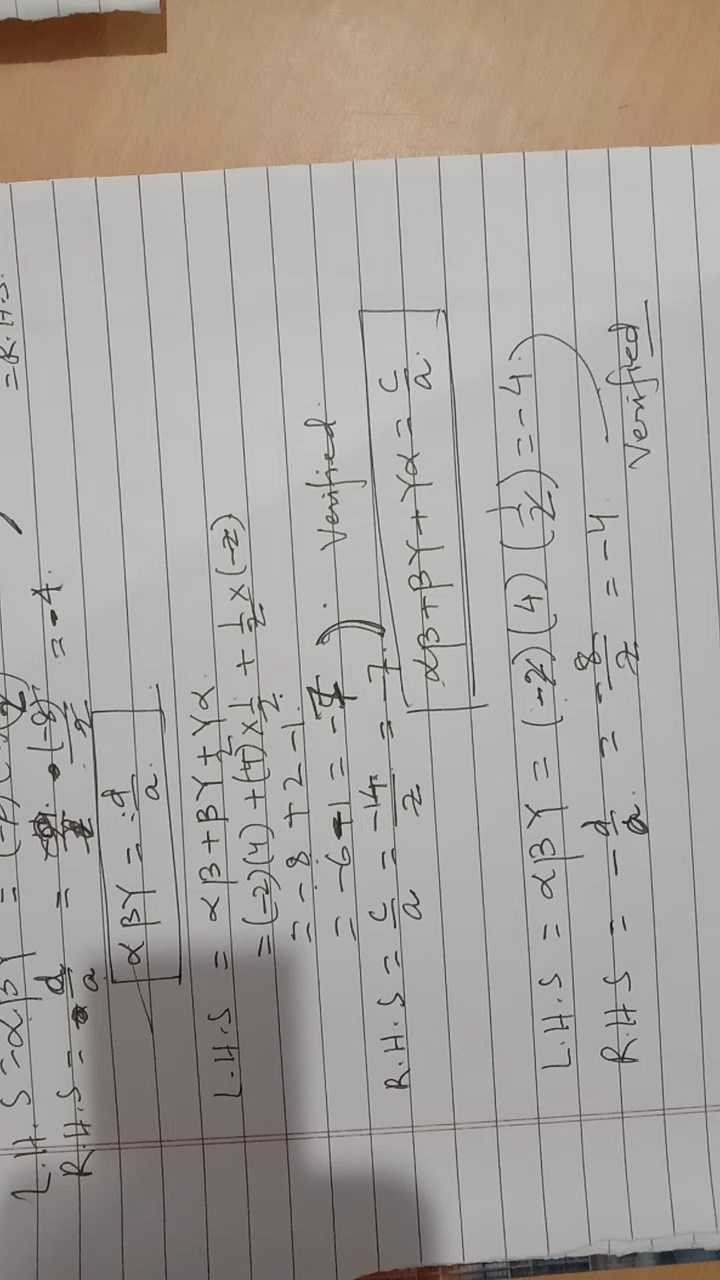 = R.H.S.
L.H.S = αβγ = (-2)(
R.H.S = - d/a = (-8)/2 = -4.
αβγ = -d/a.
L.H.S = αβ+βγ+γα
= (-2)(4)+(4)×1/2 + 1/2×(-2)
= -8+2-1
= -6-1 = -7 ) Verified
R.H.S = c/a = -14/2 = -7
αβ+βγ+γα = c/a.
L.H.S = αβγ = (-2)(4)(1/2) = -4
R.H.S = -d/a = -8/2 = -4
Verified